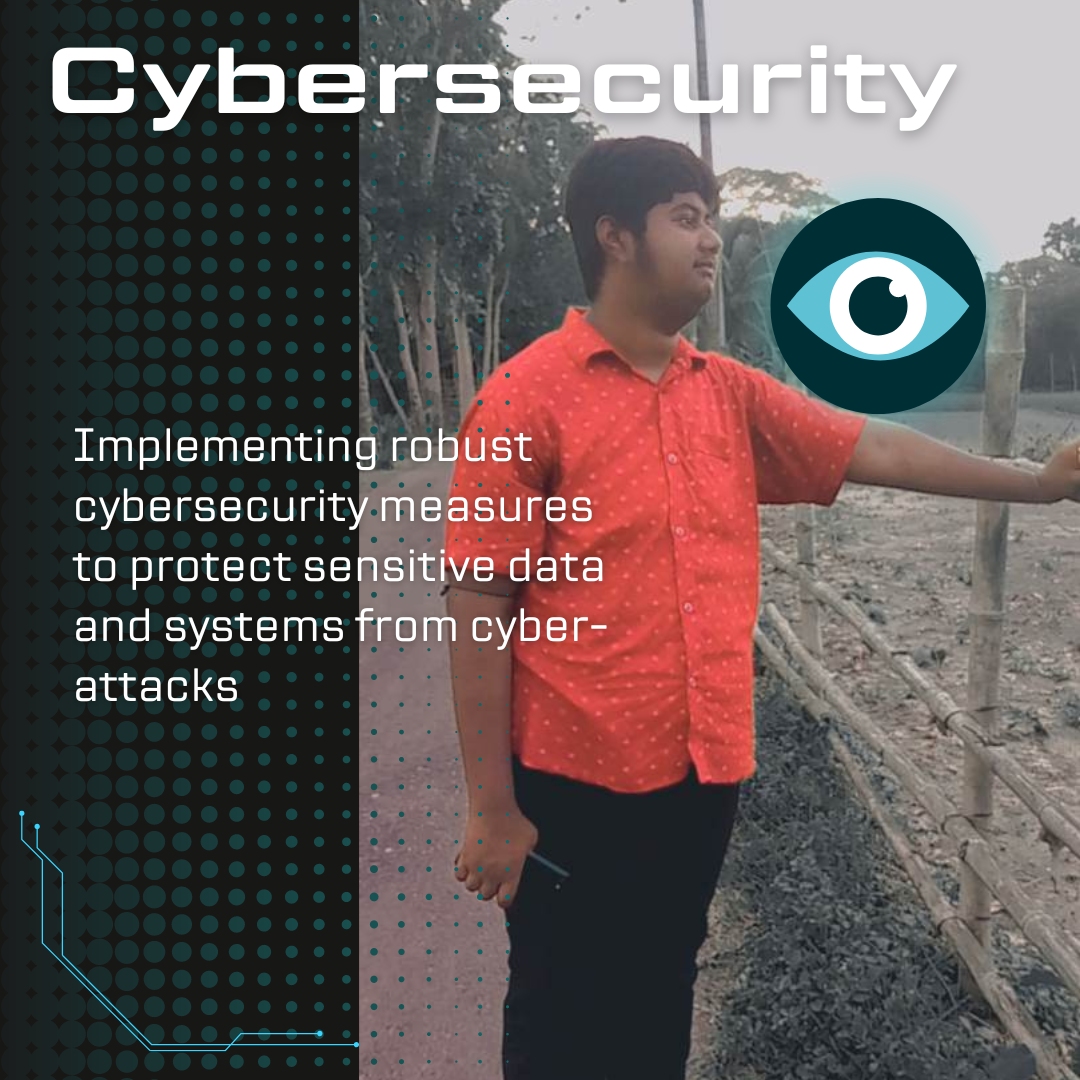 Cybersecurity
Implementing robust
cybersecurity measures
to protect sensitive data
and systems from cyber-
attacks